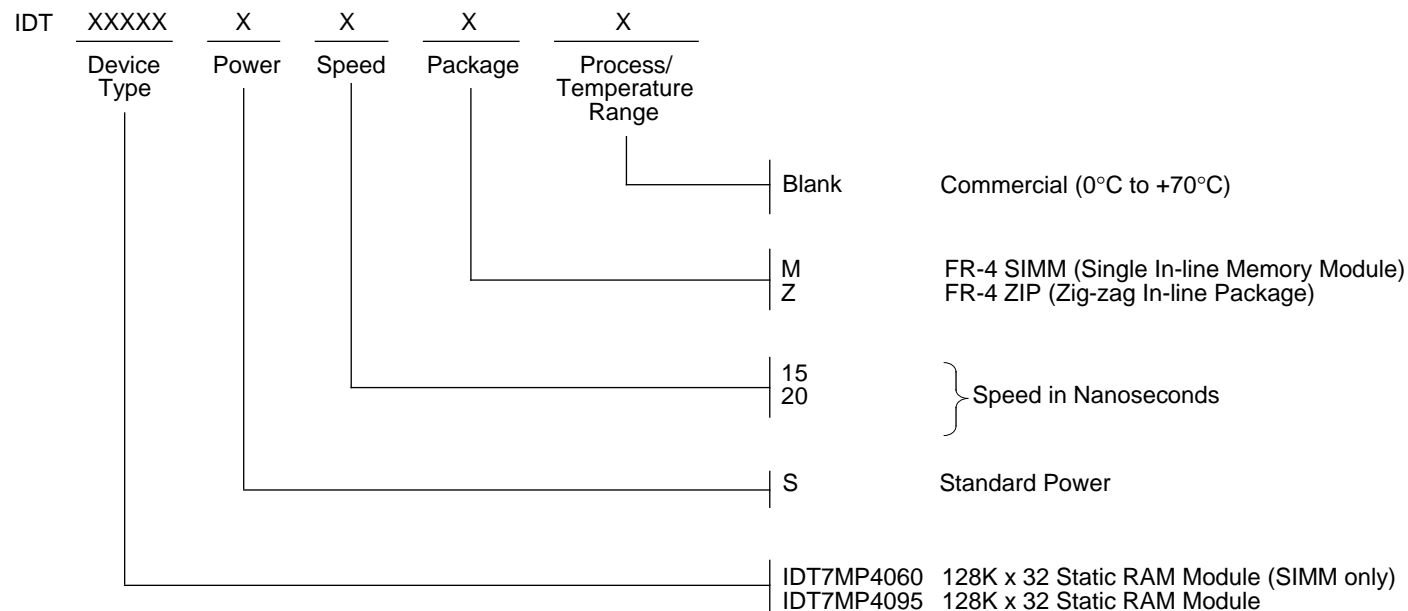 IDT XXXXX X X X X
Device Type Power Speed Package Process/ Temperature Range
Blank Commercial (0°C to +70°C)
M FR-4 SIMM (Single In-line Memory Module)
Z FR-4 ZIP (Zig-zag In-line Package)
15
20
Speed in Nanoseconds
S Standard Power
IDT7MP4060 128K x 32 Static RAM Module (SIMM only)
IDT7MP4095 128K x 32 Static RAM Module